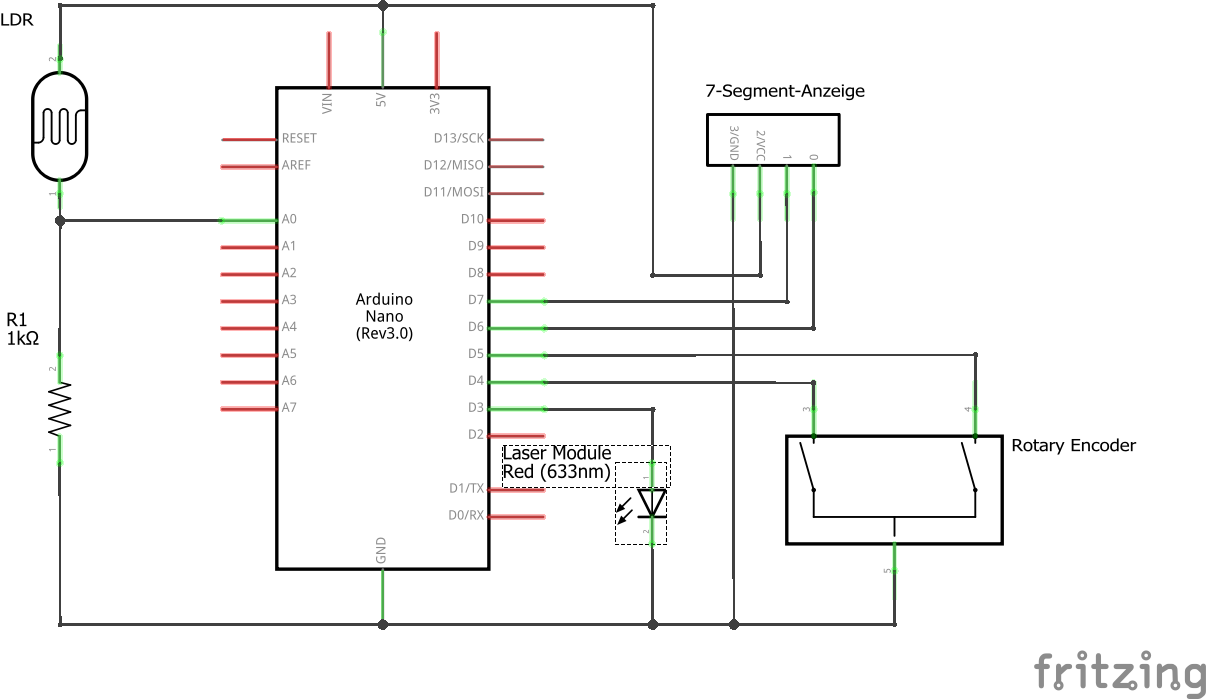 LDR
2
1
R1
1kΩ
2
1
VIN
5V
3V3
RESET
AREF
A0
A1
A2
A3
A4
A5
A6
A7
Arduino
Nano
(Rev3.0)
D13/SCK
D12/MISO
D11/MOSI
D10
D9
D8
D7
D6
D5
D4
D3
D2
D1/TX
D0/RX
GND
7-Segment-Anzeige
3/GND
2/VCC
1
0
Laser Module
Red (633nm)
1
2
3
4
Rotary Encoder
5
fritzing